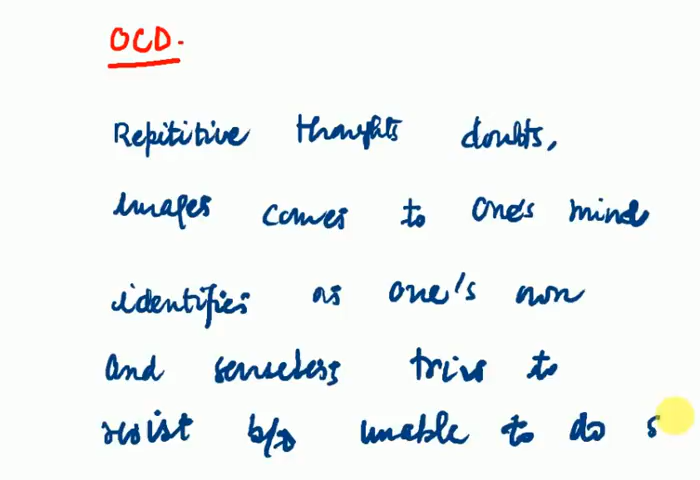 OCD.
Repititive thoughts doubts,
images comes to one's mind
identifies as one's own
and senseless tries to
resist unable to do s